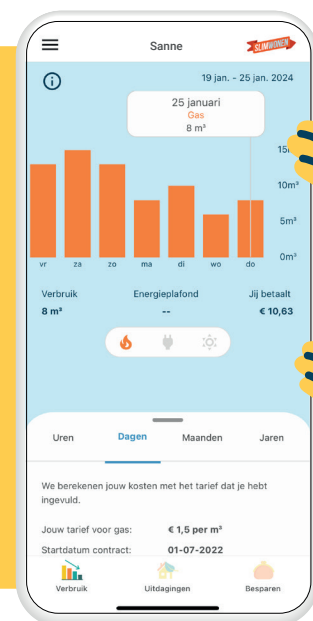 Sanne
SLIMWONEN
19 jan. - 25 jan. 2024
25 januari
Gas
8 m³
10m³
5m³
0m³
vr za zo ma di wo do
Verbruik Energieplafond Jij betaalt
8 m³ -- € 10,63
Uren Dagen Maanden Jaren
We berekenen jouw kosten met het tarief dat je hebt
ingevuld.
Jouw tarief voor gas: € 1,5 per m³
Startdatum contract: 01-07-2022
Verbruik Uitdagingen Besparen